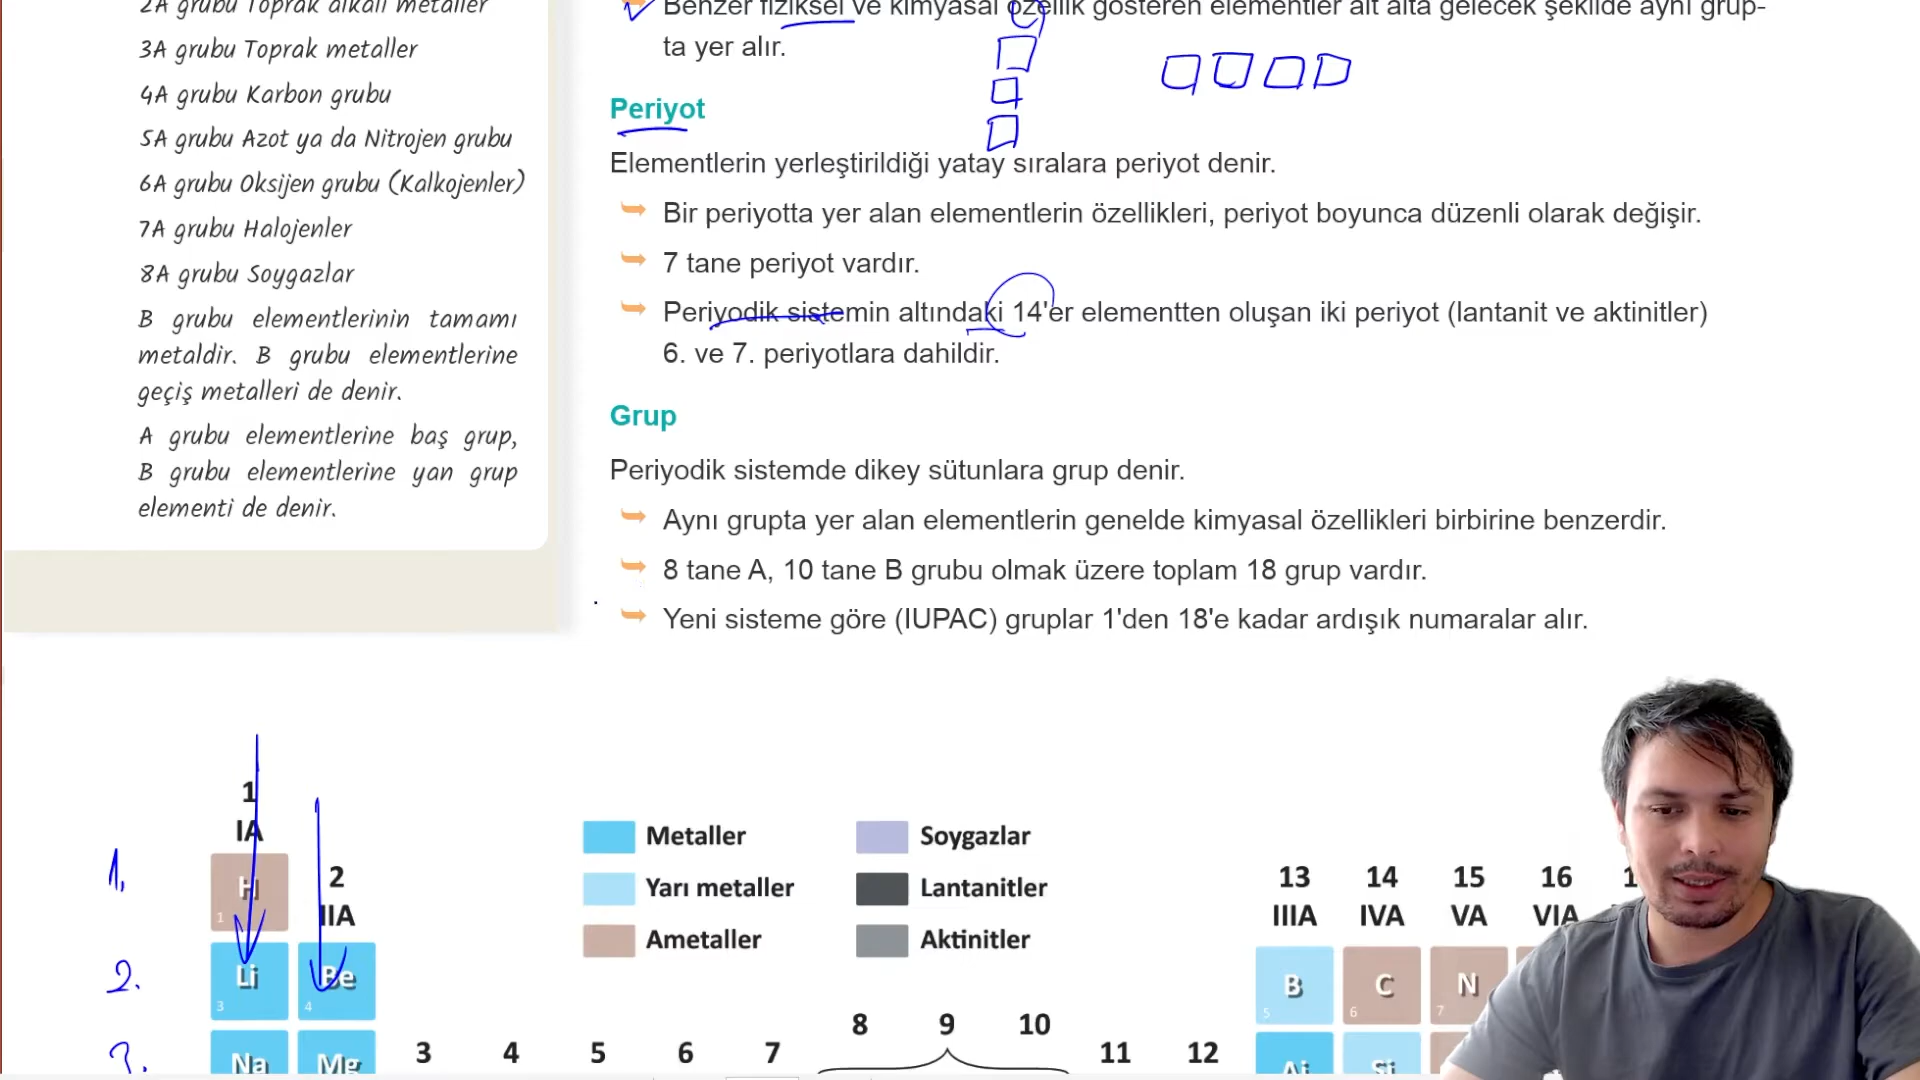 2A grubu Toprak alkali metaller
3A grubu Toprak metaller
4A grubu Karbon grubu
5A grubu Azot ya da Nitrojen grubu
6A grubu Oksijen grubu (Kalkojenler)
7A grubu Halojenler
8A grubu Soygazlar
B grubu elementlerinin tamamı
metaldir. B grubu elementlerine
geçiş metalleri de denir.
A grubu elementlerine baş grup,
B grubu elementlerine yan grup
elementi de denir.
Benzer fiziksel ve kimyasal özellik gösteren elementler alt alta gelecek şekilde aynı grup-
ta yer alır.
Periyot
Elementlerin yerleştirildiği yatay sıralara periyot denir.
Bir periyotta yer alan elementlerin özellikleri, periyot boyunca düzenli olarak değişir.
7 tane periyot vardır.
Periyodik sistemin altındaki 14'er elementten oluşan iki periyot (lantanit ve aktinitler)
6. ve 7. periyotlara dahildir.
Grup
Periyodik sistemde dikey sütunlara grup denir.
Aynı grupta yer alan elementlerin genelde kimyasal özellikleri birbirine benzerdir.
8 tane A, 10 tane B grubu olmak üzere toplam 18 grup vardır.
Yeni sisteme göre (IUPAC) gruplar 1'den 18'e kadar ardışık numaralar alır.
1
IA
1.
H
1
2
IIA
2.
Li
3
Be
4
3.
Na
Mg
Metaller
Yarı metaller
Ametaller
Soygazlar
Lantanitler
Aktinitler
3 4 5 6 7 8 9 10 11 12
13 14 15 16
IIIA IVA VA VIA
B
5
C
6
N
7
Si